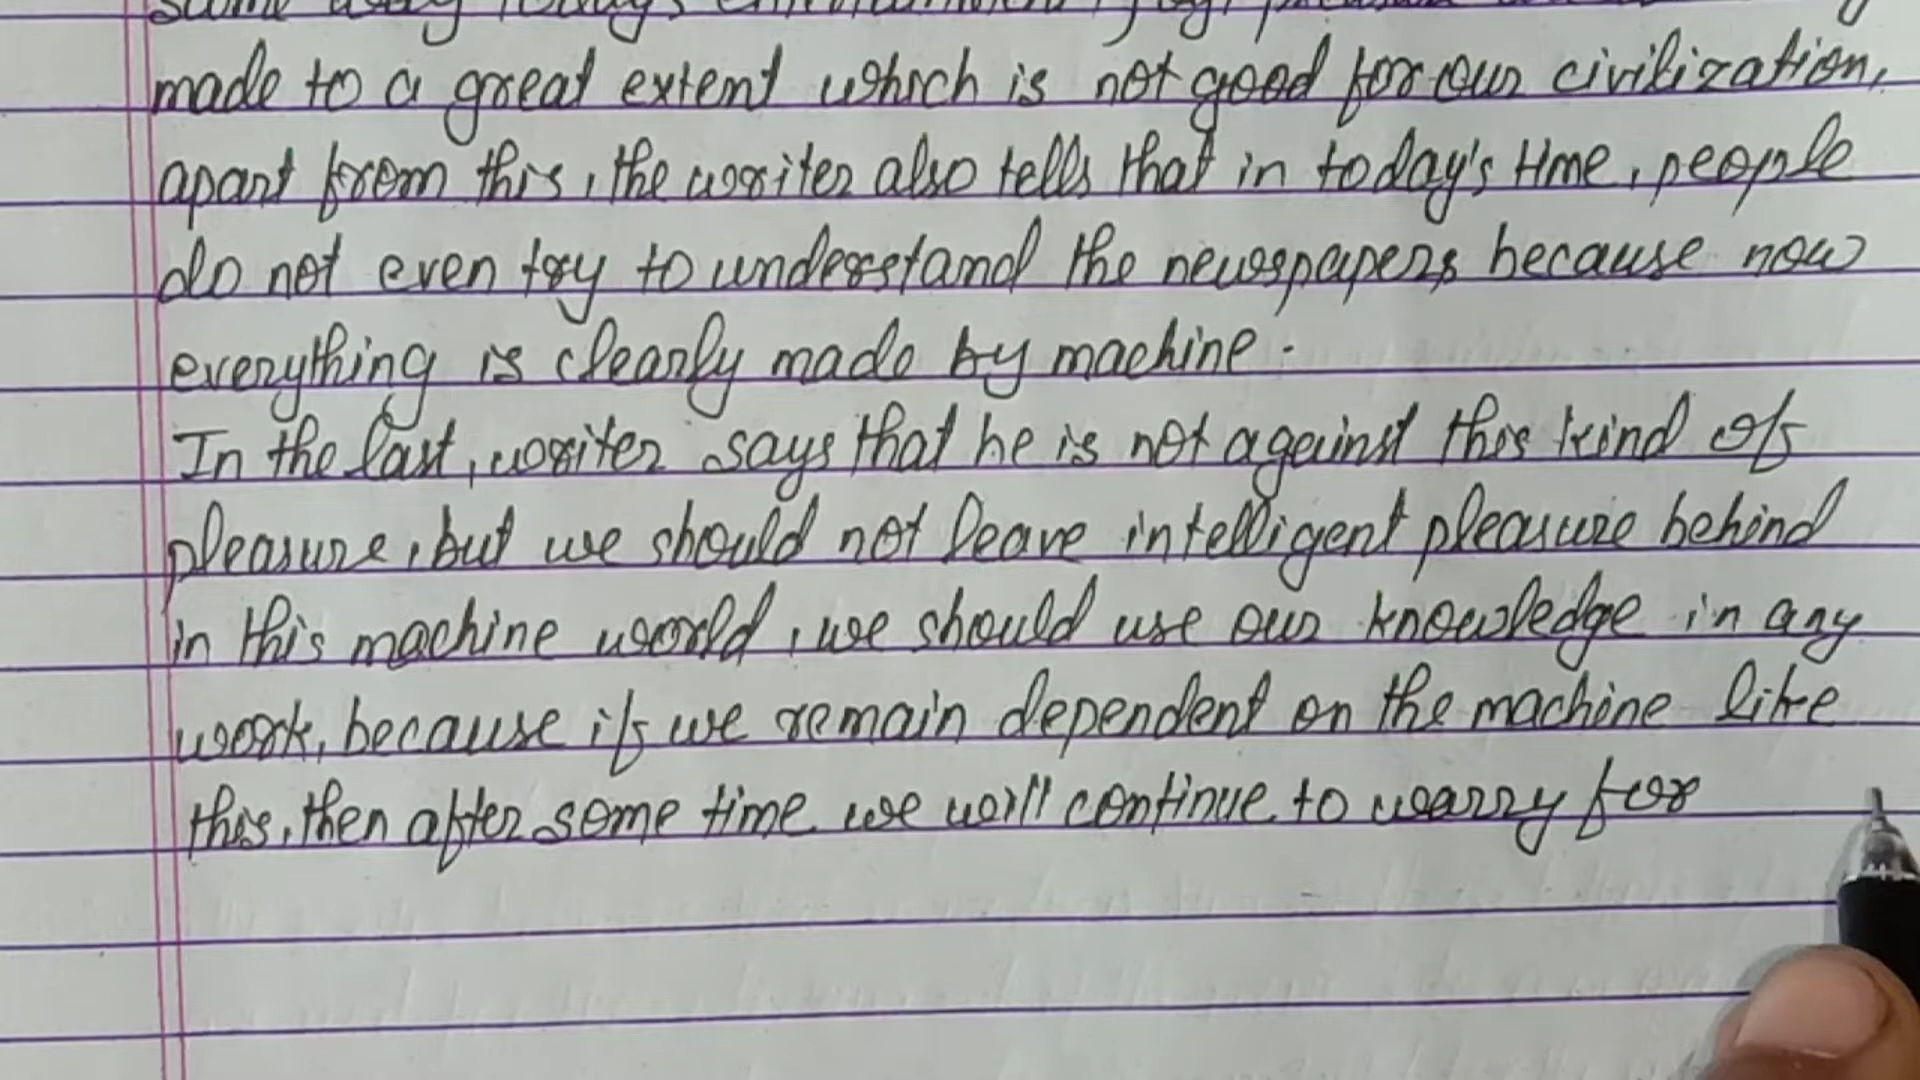 same way today's
made to a great extent which is not good for our civilization,
apart from this, the writer also tells that in today's time, people
do not even try to understand the newspapers because now
everything is clearly made by machine.
In the last, writer says that he is not against this kind of
pleasure, but we should not leave intelligent pleasure behind
in this machine world, we should use our knowledge in any
work, because if we remain dependent on the machine like
this, then after some time we will continue to worry for